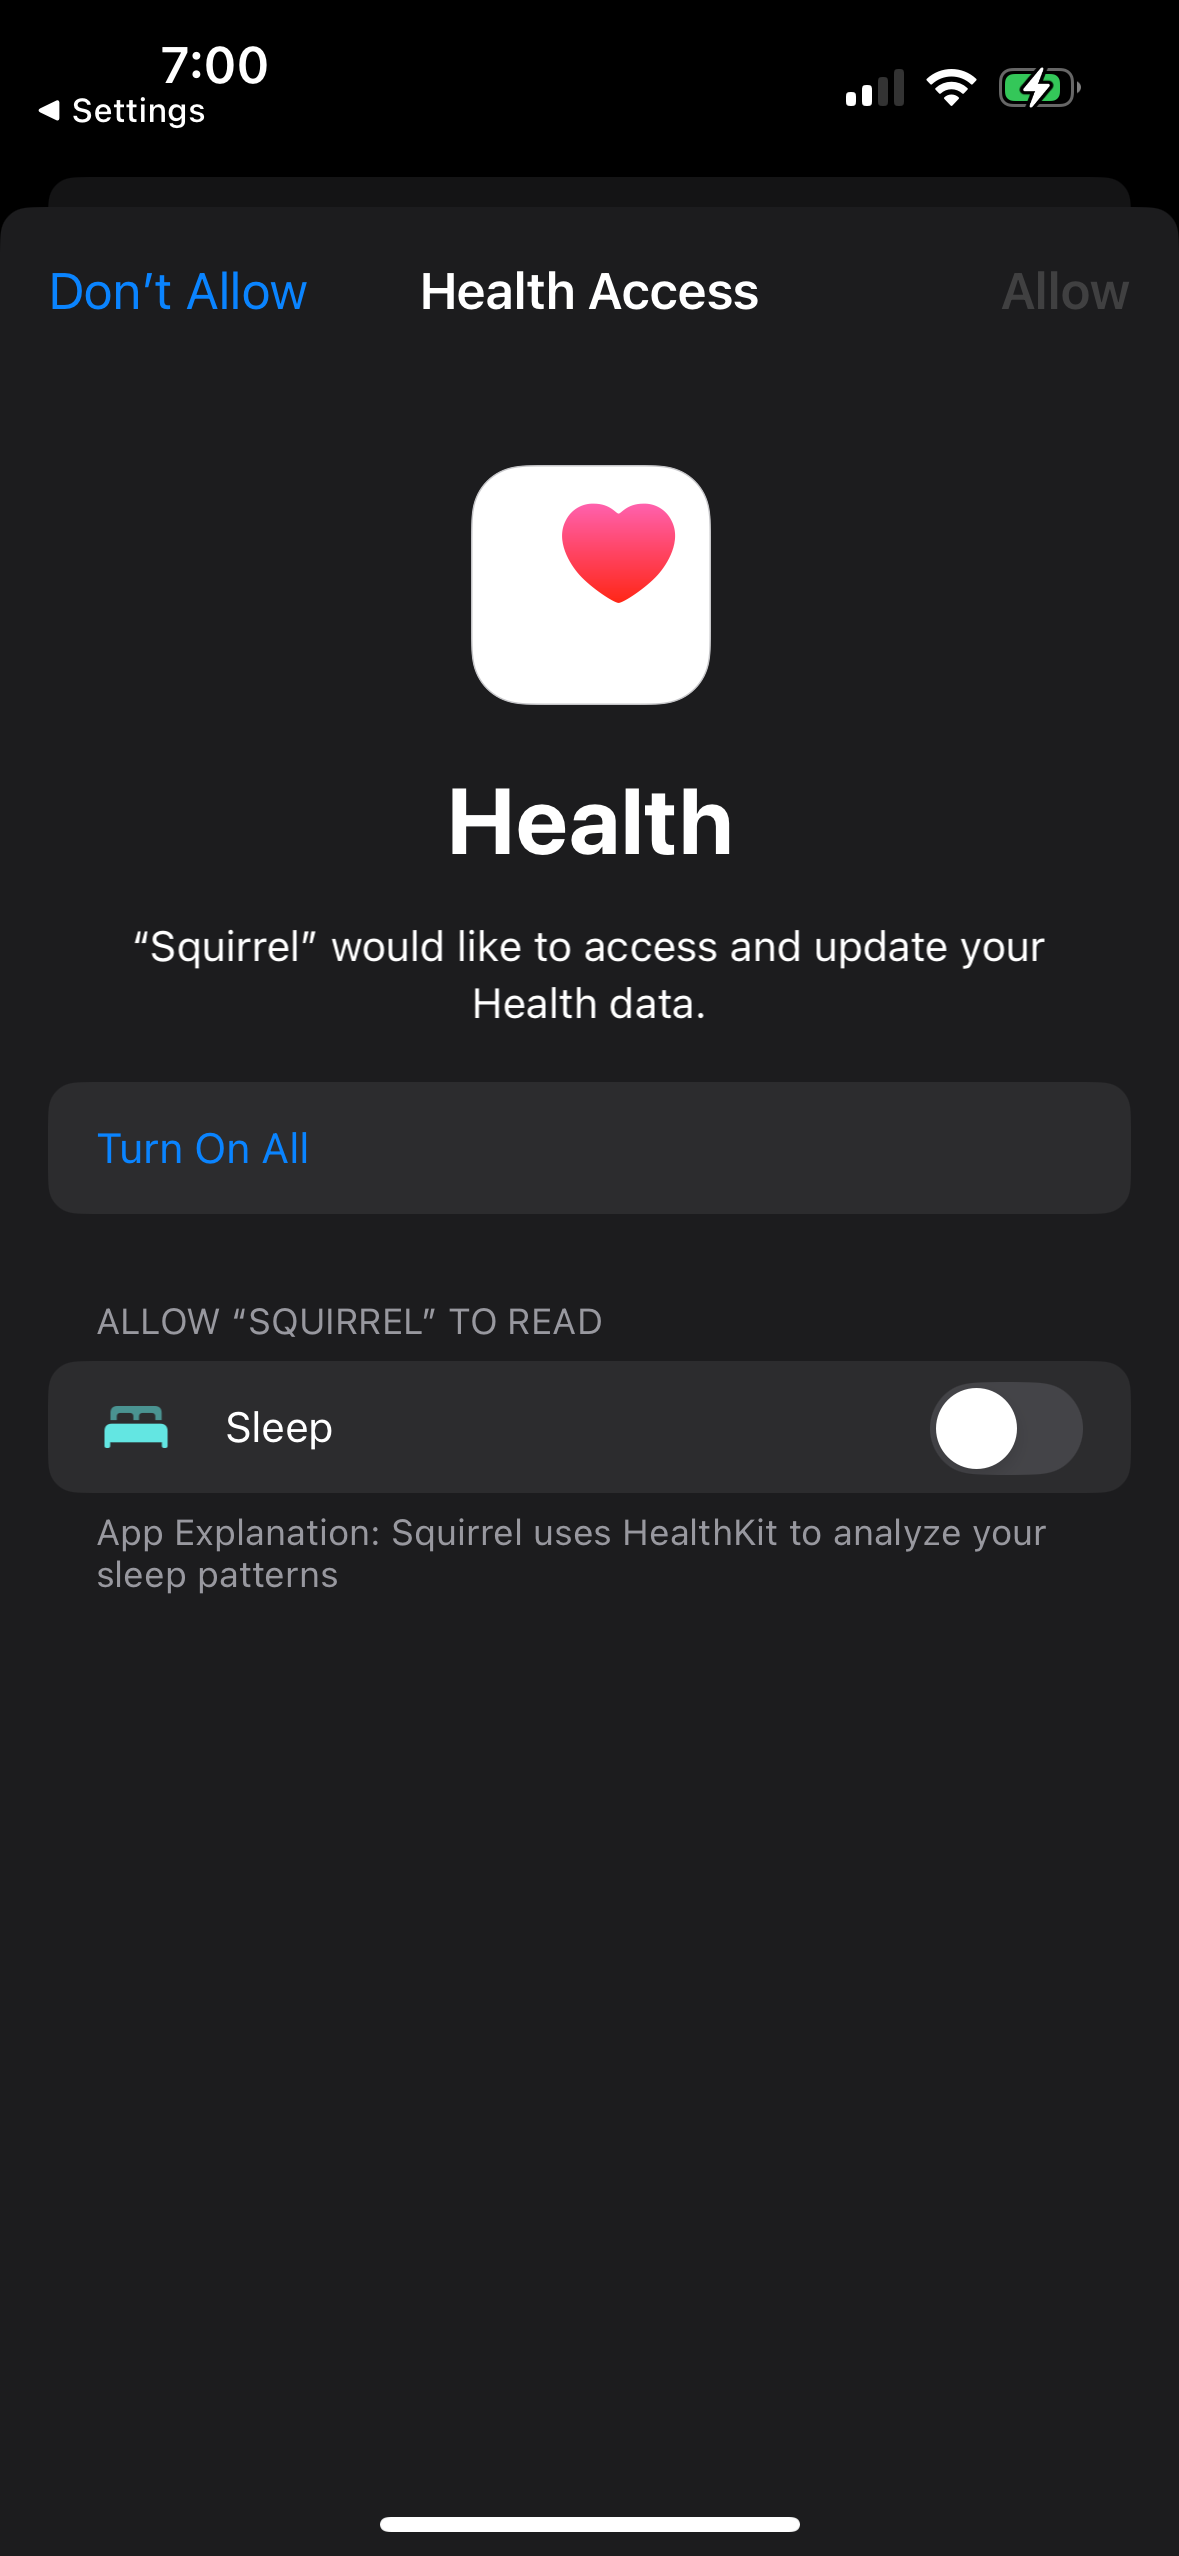 7:00
◀ Settings
Don’t Allow
Health Access
Allow
Health
“Squirrel” would like to access and update your
Health data.
Turn On All
ALLOW “SQUIRREL” TO READ
Sleep
App Explanation: Squirrel uses HealthKit to analyze your
sleep patterns